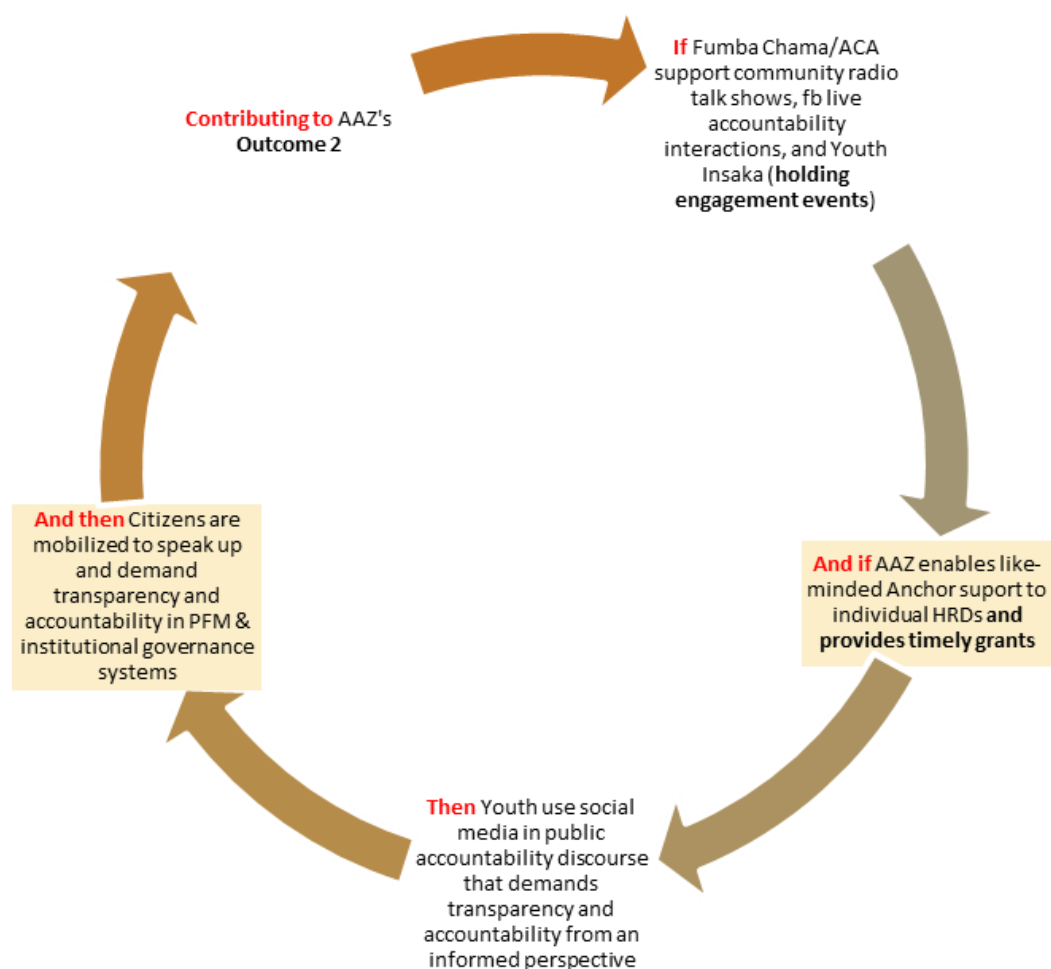 If Fumba Chama/ACA
support community radio
talk shows, fb live
accountability
interactions, and Youth
Insaka (holding
engagement events)
And if AAZ enables like-
minded Anchor suport to
individual HRDs and
provides timely grants
Then Youth use social
media in public
accountability discourse
that demands
transparency and
accountability from an
informed perspective
And then Citizens are
mobilized to speak up
and demand
transparency and
accountability in PFM &
institutional governance
systems
Contributing to AAZ's
Outcome 2